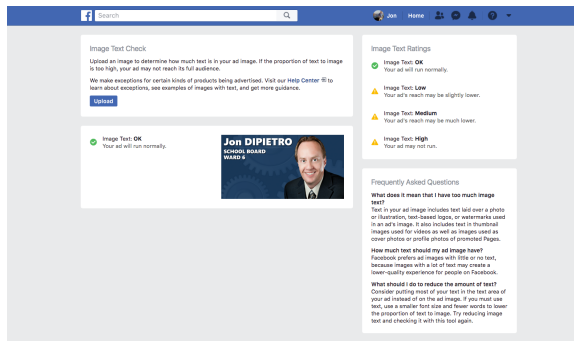 f
Search
Jon
Home
Image Text Check
Upload an image to determine how much text is in your ad image. If the proportion of text to image
is too high, your ad may not reach its full audience.
We make exceptions for certain kinds of products being advertised. Visit our Help Center to
learn about exceptions, see examples of images with text, and get more guidance.
Upload
Image Text: OK
Your ad will run normally.
Jon DIPIETRO
SCHOOL BOARD
WARD 6
Image Text Ratings
Image Text: OK
Your ad will run normally.
Image Text: Low
Your ad's reach may be slightly lower.
Image Text: Medium
Your ad's reach may be much lower.
Image Text: High
Your ad may not run.
Frequently Asked Questions
What does it mean that I have too much image
text?
Text in your ad image includes text laid over a photo
or illustration, text-based logos, or watermarks used
in an ad's image. It also includes text in thumbnail
images used for videos as well as images used as
cover photos or profile photos of promoted Pages.
How much text should my ad image have?
Facebook prefers ad images with little or no text,
because images with a lot of text may create a
lower-quality experience for people on Facebook.
What should I do to reduce the amount of text?
Consider putting most of your text in the text area of
your ad instead of on the ad image. If you must use
text, use a smaller font size and fewer words to lower
the proportion of text to image. Try reducing image
text and checking it with this tool again.